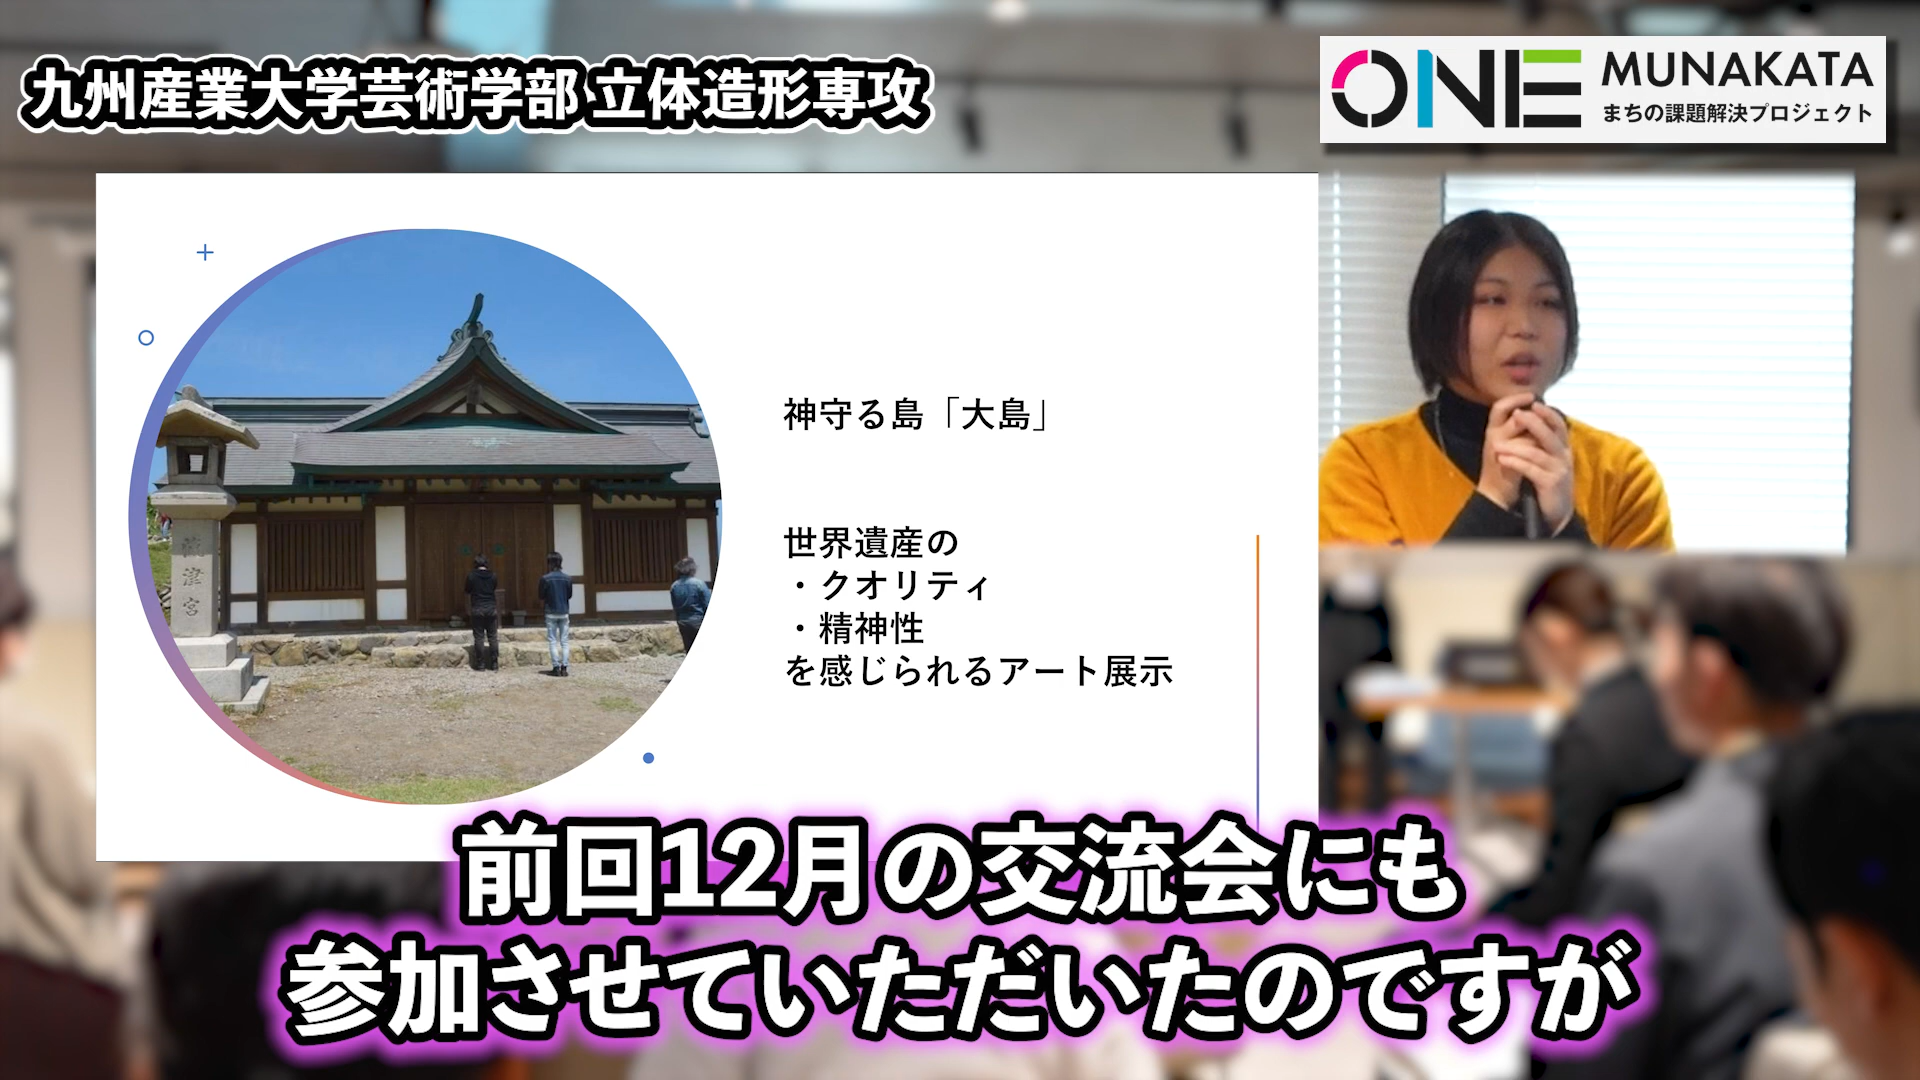 九州産業大学芸術学部 立体造形専攻
ONE MUNAKATA
まちの課題解決プロジェクト
神守る島「大島」
世界遺産の
・クオリティ
・精神性
を感じられるアート展示
津宮
前回12月の交流会にも
参加させていただいたのですが